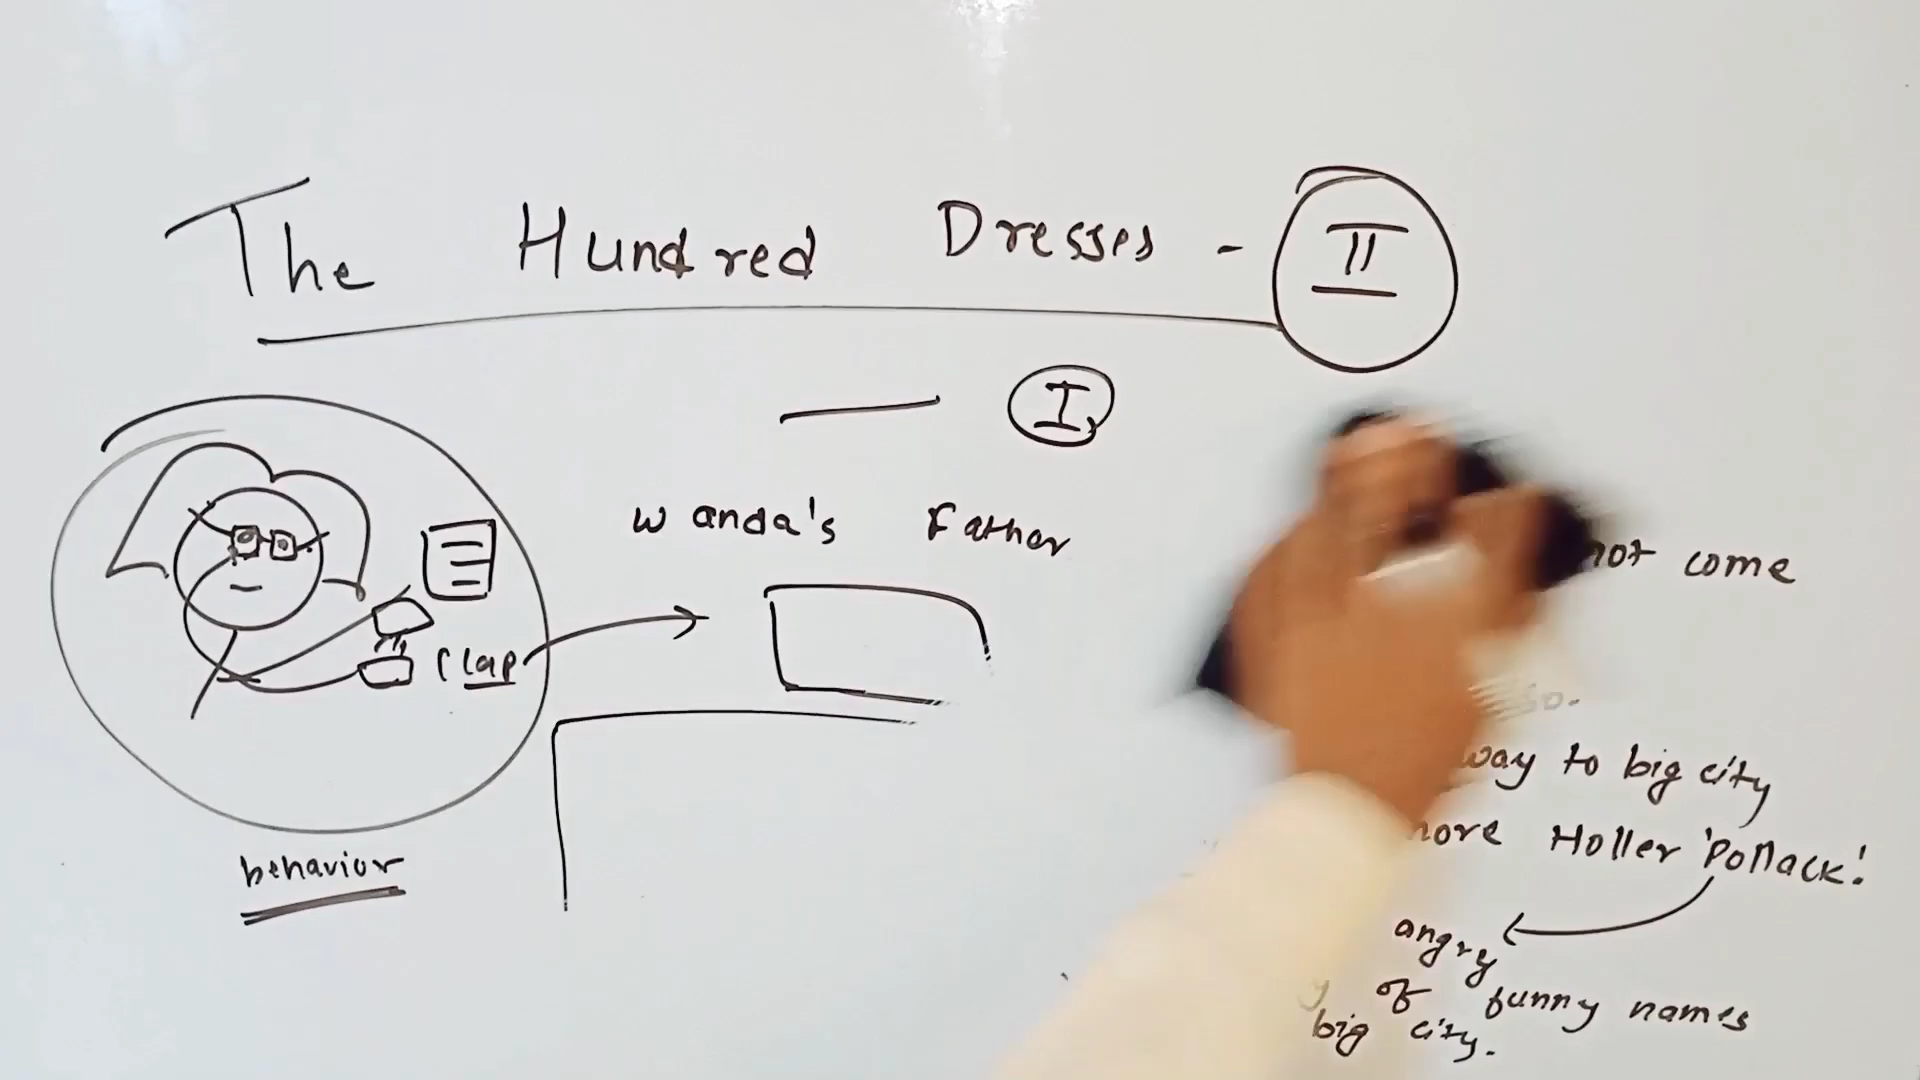 The Hundred Dresses - II
I
Wanda's Father
Clap
behavior
not come
so.
way to big city
Holler 'Pollack'!
angry
of funny names
big city.